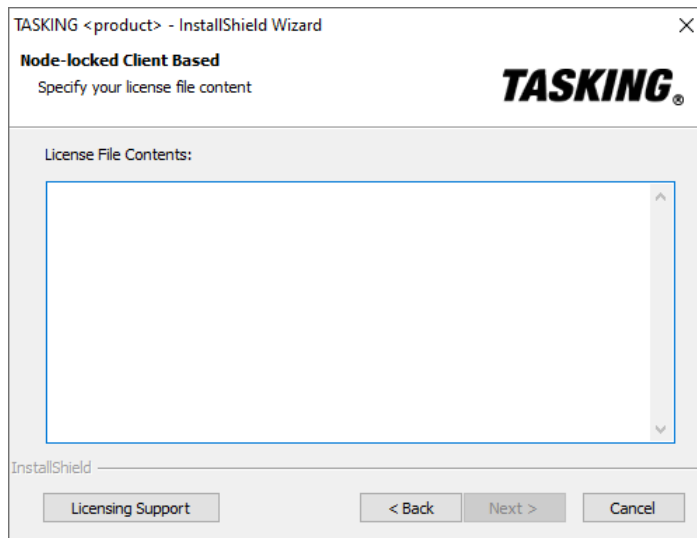 TASKING <product> - InstallShield Wizard
Node-locked Client Based
Specify your license file content
TASKING®
License File Contents:
InstallShield
Licensing Support
< Back
Next >
Cancel